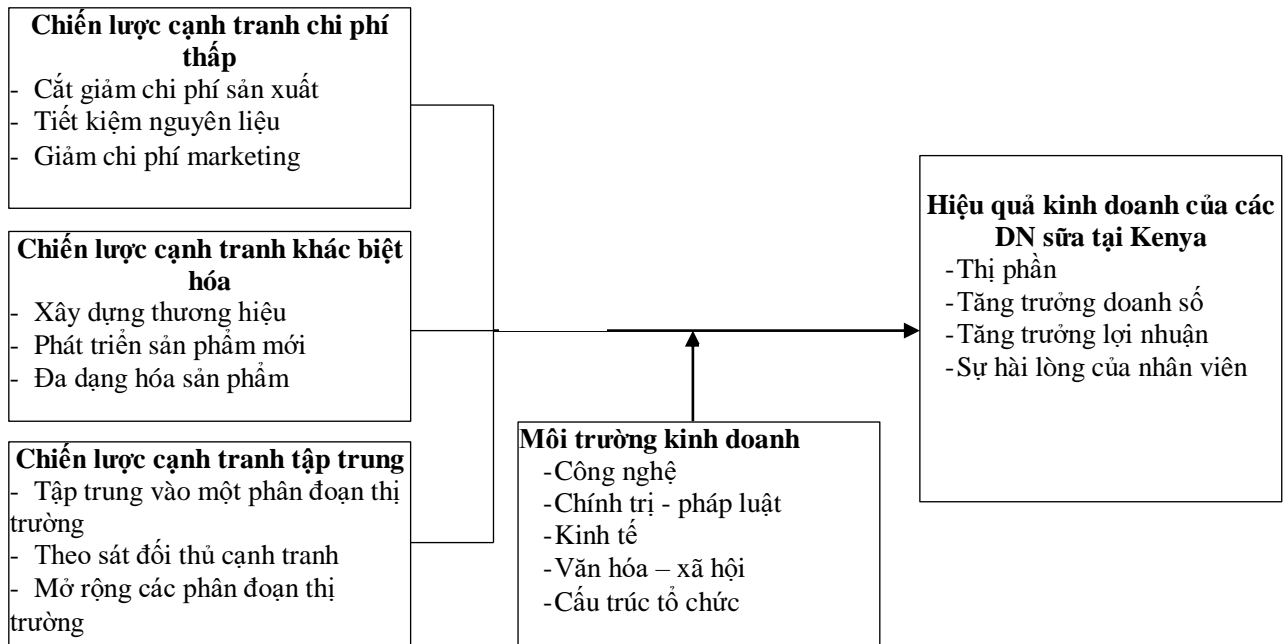 Chiến lược cạnh tranh chi phí
thấp
- Cắt giảm chi phí sản xuất
- Tiết kiệm nguyên liệu
- Giảm chi phí marketing
Chiến lược cạnh tranh khác biệt
hóa
- Xây dựng thương hiệu
- Phát triển sản phẩm mới
- Đa dạng hóa sản phẩm
Chiến lược cạnh tranh tập trung
- Tập trung vào một phân đoạn thị
trường
- Theo sát đối thủ cạnh tranh
- Mở rộng các phân đoạn thị
trường
Môi trường kinh doanh
-Công nghệ
-Chính trị - pháp luật
-Kinh tế
-Văn hóa – xã hội
-Cấu trúc tổ chức
Hiệu quả kinh doanh của các
DN sữa tại Kenya
-Thị phần
-Tăng trưởng doanh số
-Tăng trưởng lợi nhuận
-Sự hài lòng của nhân viên